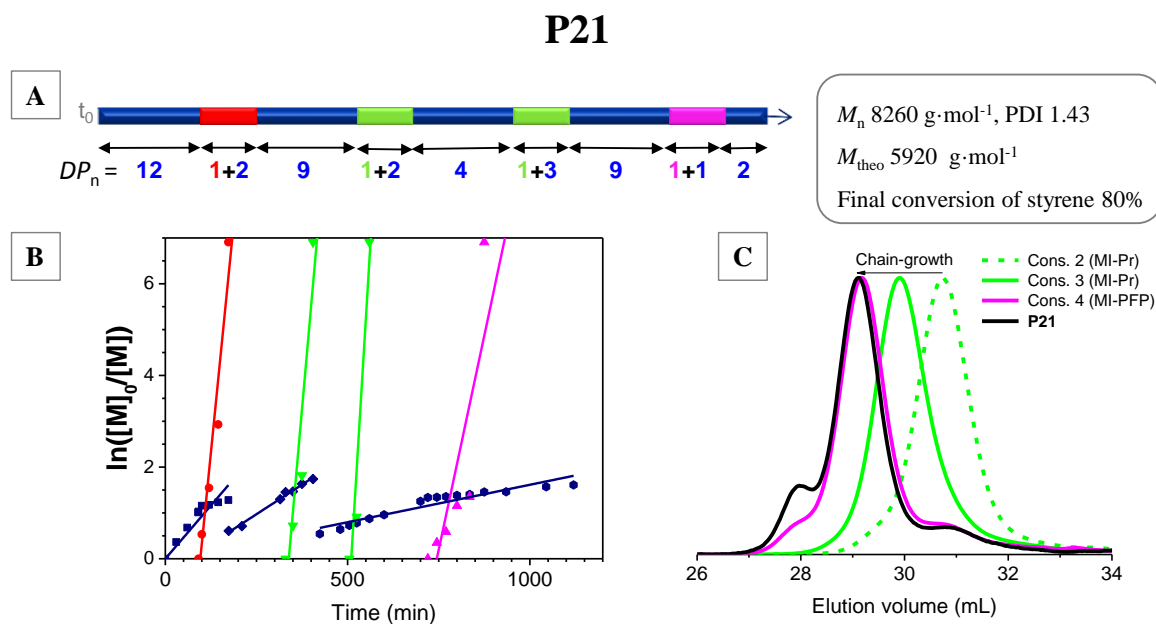 P21
A
t₀
DPₙ = 12 1+2 9 1+2 4 1+3 9 1+1 2
Mₙ 8260 g·mol⁻¹, PDI 1.43
Mtheo 5920 g·mol⁻¹
Final conversion of styrene 80%
B
ln([M]₀/[M])
6
4
2
0
0 500 1000
Time (min)
C
Chain-growth
Cons. 2 (MI-Pr)
Cons. 3 (MI-Pr)
Cons. 4 (MI-PFP)
P21
26 28 30 32 34
Elution volume (mL)